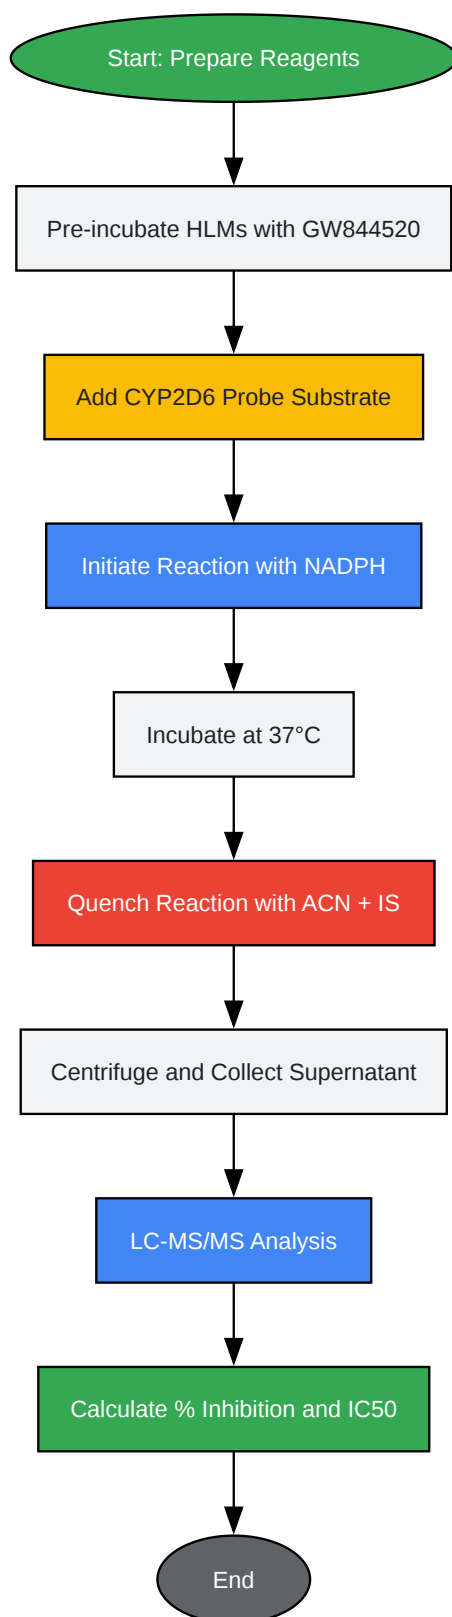 Start: Prepare Reagents
Pre-incubate HLMs with GW844520
Add CYP2D6 Probe Substrate
Initiate Reaction with NADPH
Incubate at 37°C
Quench Reaction with ACN + IS
Centrifuge and Collect Supernatant
LC-MS/MS Analysis
Calculate % Inhibition and IC50
End